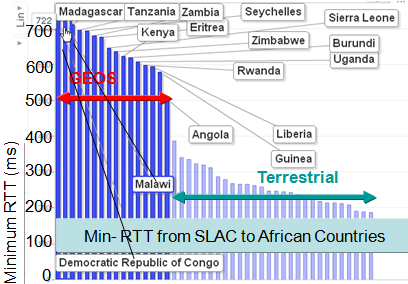 Lin
722
Madagascar
Tanzania
Zambia
Seychelles
Eritrea
Sierra Leone
Kenya
Zimbabwe
Burundi
Uganda
Rwanda
GEOS
Angola
Liberia
Guinea
Malawi
Terrestrial
Min- RTT from SLAC to African Countries
Democratic Republic of Congo
Minimum RTT (ms)
700
600
500
400
300
200
100
0